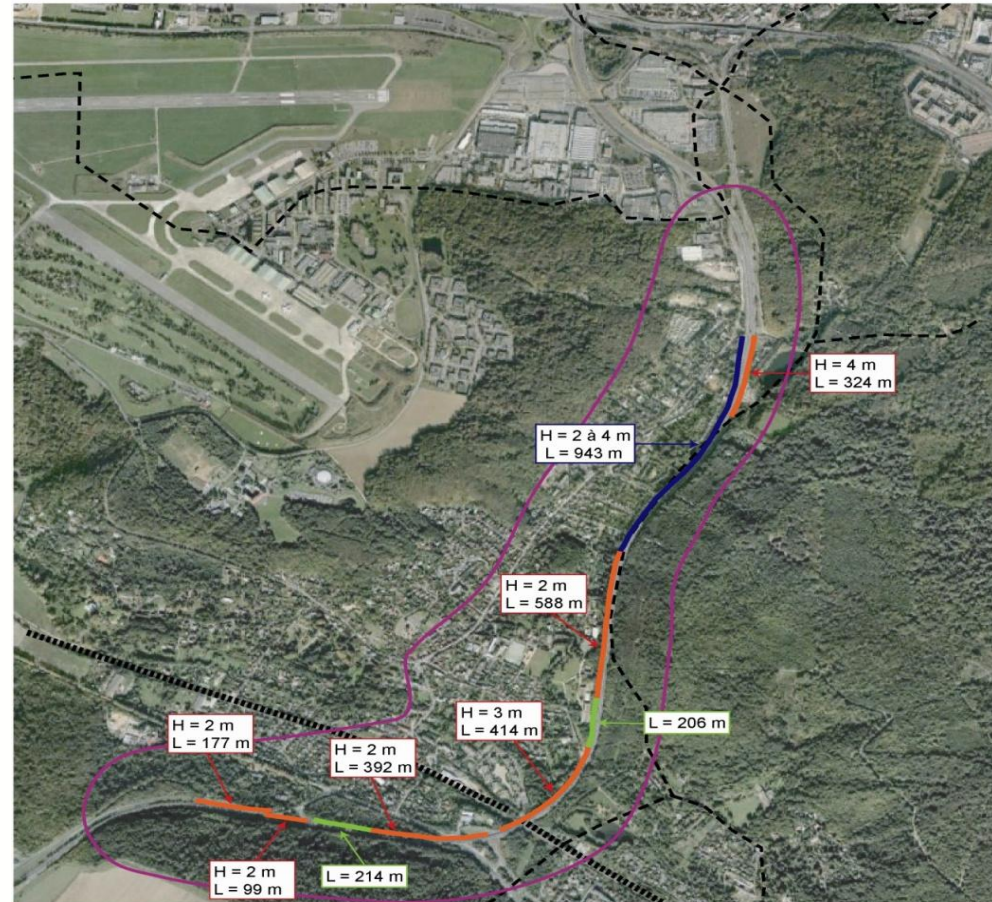 H = 4 m
L = 324 m
H = 2 à 4 m
L = 943 m
H = 2 m
L = 588 m
H = 3 m
L = 414 m
L = 206 m
H = 2 m
L = 177 m
H = 2 m
L = 392 m
H = 2 m
L = 99 m
L = 214 m